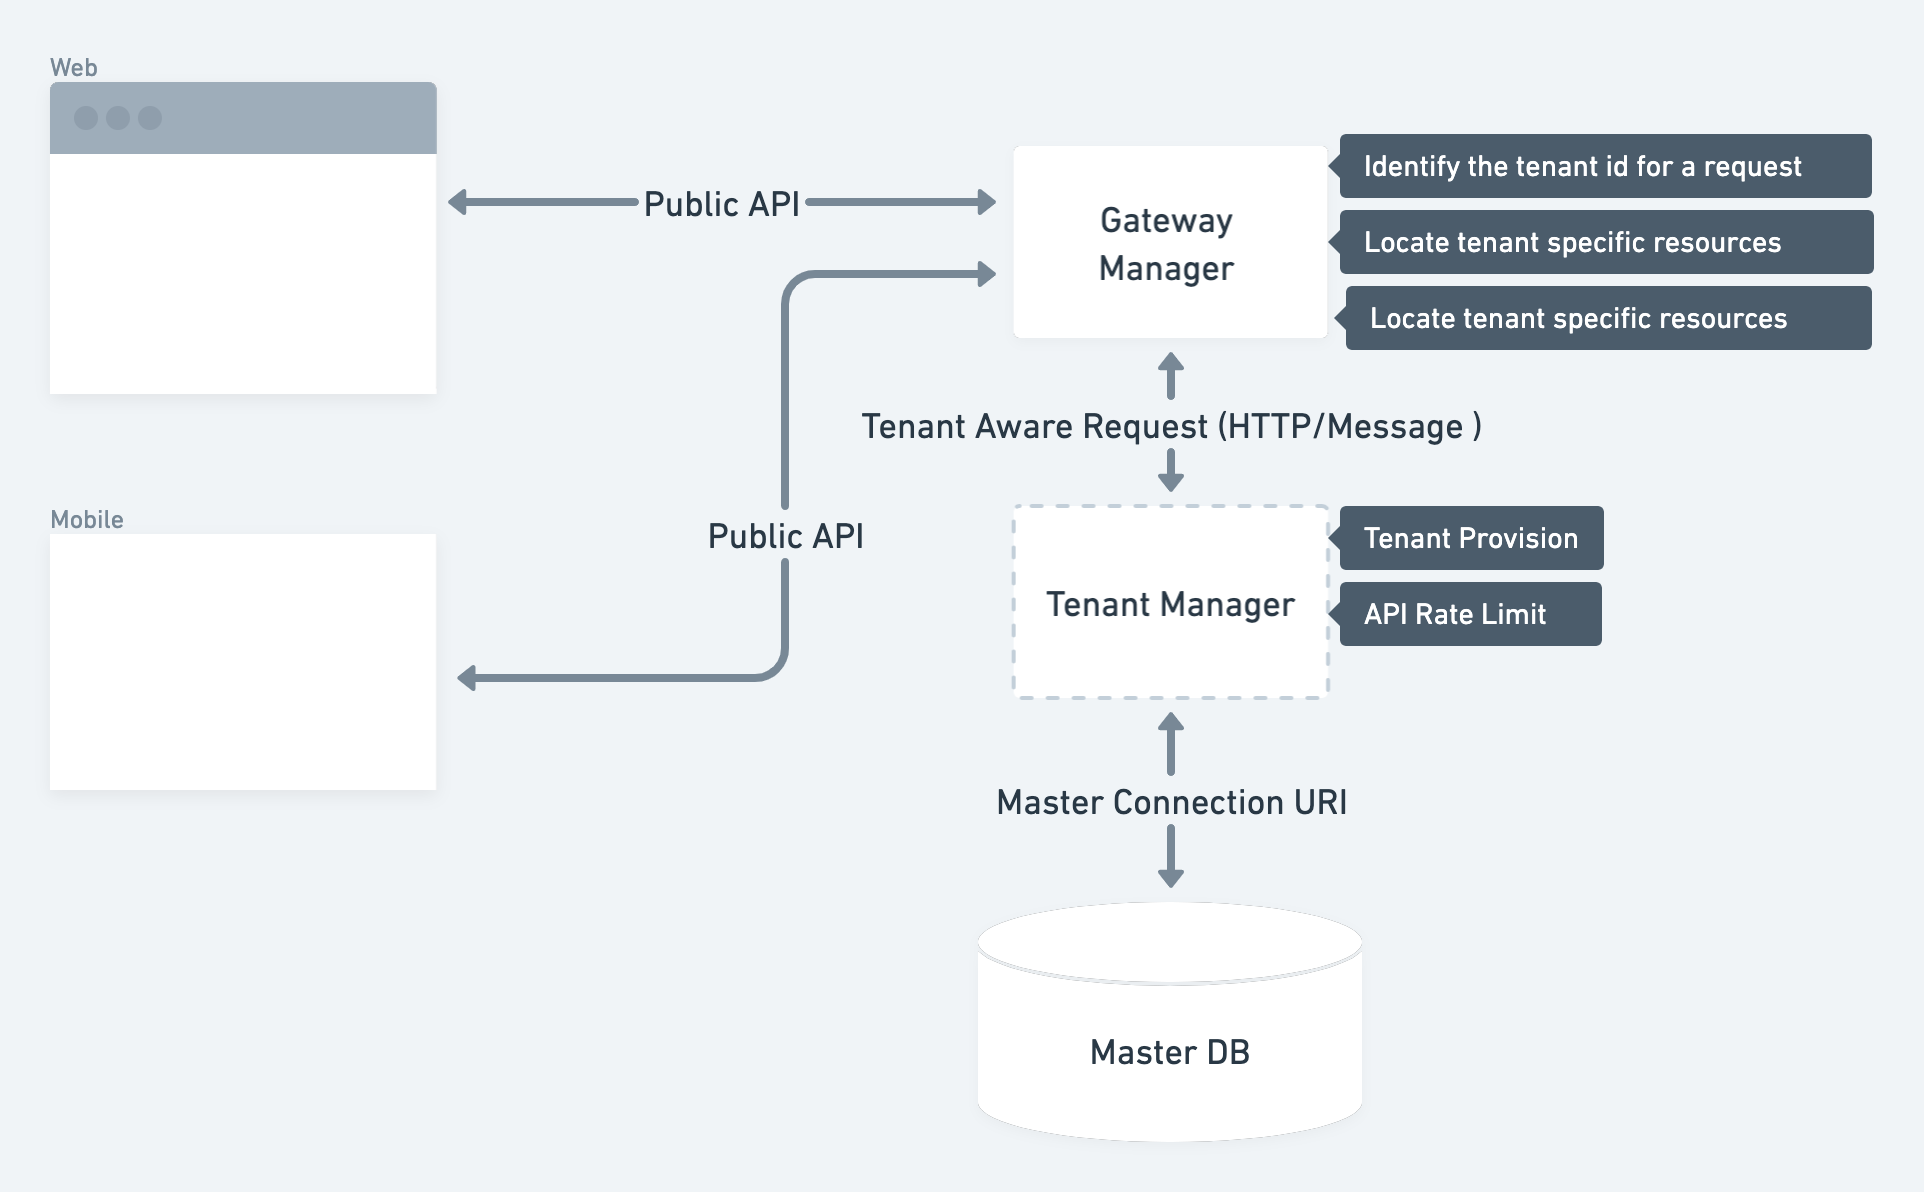 Web
Public API
Gateway
Manager
Identify the tenant id for a request
Locate tenant specific resources
Locate tenant specific resources
Tenant Aware Request (HTTP/Message )
Mobile
Public API
Tenant Manager
Tenant Provision
API Rate Limit
Master Connection URI
Master DB